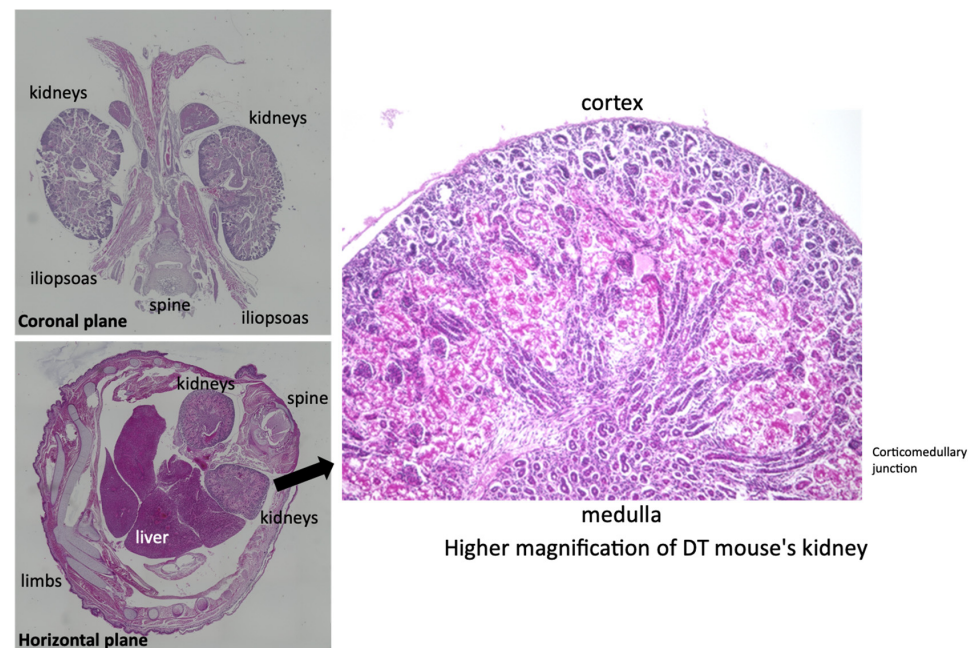 kidneys
kidneys
iliopsoas
spine
iliopsoas
Coronal plane
kidneys
spine
kidneys
liver
limbs
Horizontal plane
cortex
Corticomedullary
junction
medulla
Higher magnification of DT mouse's kidney